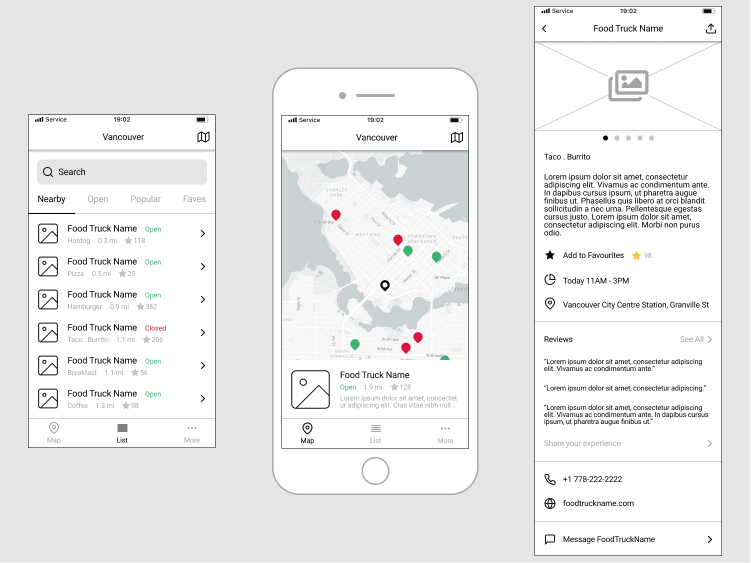 Service 19:02
Vancouver
Search
Nearby Open Popular Faves
Food Truck Name Open
Hotdog 0.3 mi 118
Food Truck Name Open
Pizza 0.5 mi 29
Food Truck Name Open
Hamburger 0.9 mi 362
Food Truck Name Closed
Taco . Burrito 1.1 mi 206
Food Truck Name Open
Breakfast 1.1 mi 56
Food Truck Name Open
Coffee 1.3 mi 98
Map List More
Service 19:02
Vancouver
STANLEY
PARK
WEST END
DOWNTOWN
VANCOUVER
BC Place
SOUTH
GRANVILLE
Food Truck Name
Open 1.9 mi 128
Lorem ipsum dolor sit amet, consectet
ur adipiscing elit. Cras vitae nibh null...
Map List More
Service 19:02
Food Truck Name
Taco . Burrito
Lorem ipsum dolor sit amet, consectetur
adipiscing elit. Vivamus ac condimentum ante.
In dapibus cursus ipsum, ut pharetra augue
finibus ut. Phasellus quis libero at orci blandit
sollicitudin a nec urna. Pellentesque egestas
cursus justo. Lorem ipsum dolor sit amet,
consectetur adipiscing elit. Morbi non purus
odio.
Add to Favourites 98
Today 11AM - 3PM
Vancouver City Centre Station, Granville St
Reviews See All
"Lorem ipsum dolor sit amet, consectetur adipiscing
elit. Vivamus ac condimentum ante."
"Lorem ipsum dolor sit amet, consectetur adipiscing."
"Lorem ipsum dolor sit amet, consectetur adipiscing
elit. Vivamus ac condimentum ante. In dapibus cursus
ipsum, ut pharetra augue finibus ut."
Share your experience
+1 778-222-2222
foodtruckname.com
Message FoodTruckName